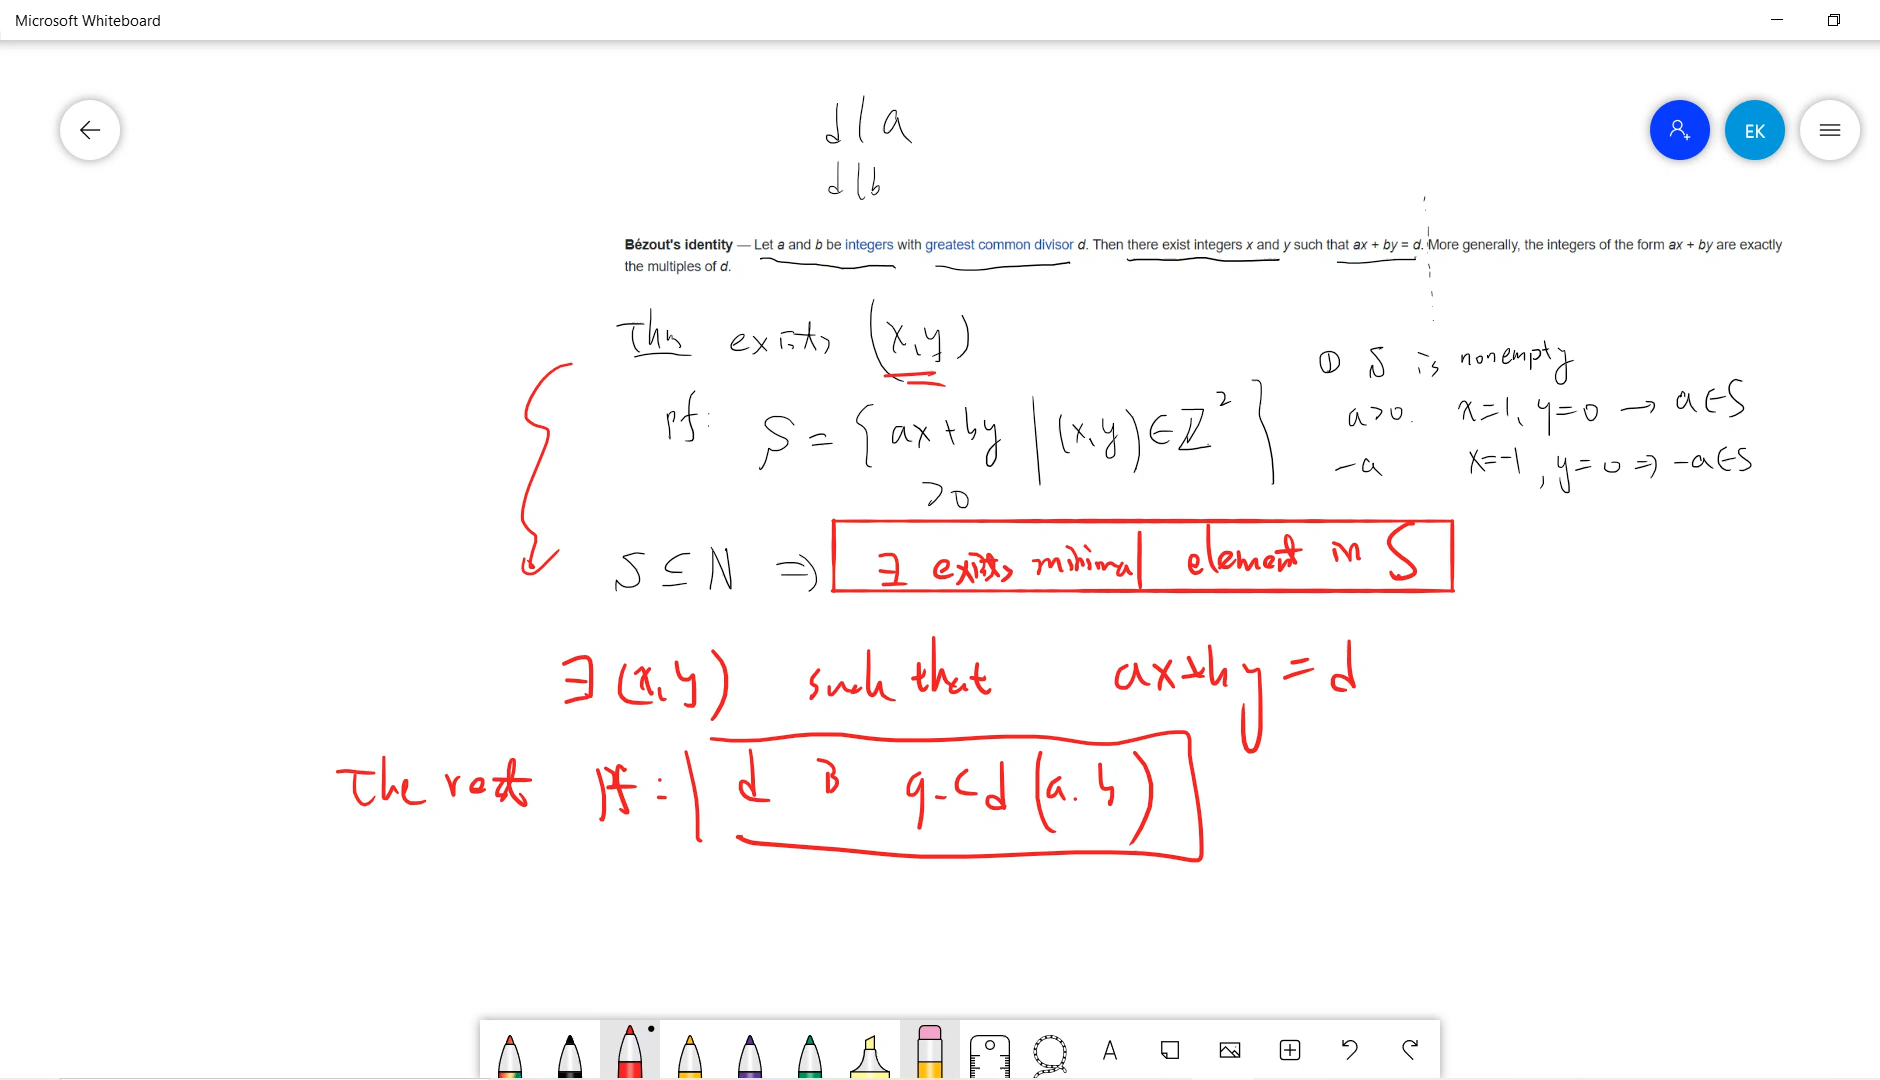 Microsoft Whiteboard
d | a
d | b
EK
Bézout's identity — Let a and b be integers with greatest common divisor d. Then there exist integers x and y such that ax + by = d. More generally, the integers of the form ax + by are exactly
the multiples of d.
Thm exists (x,y)
① S is nonempty
a>0. x=1, y=0 → a∈S
pf: S = { ax+by | (x,y)∈ℤ² }
>0
-a x=-1, y=0 ⇒ -a∈S
S ⊆ N ⇒ ∃ exists minimal element in S
∃ (x,y) such that ax+by = d
The rest pf: d is gcd (a.b)
A